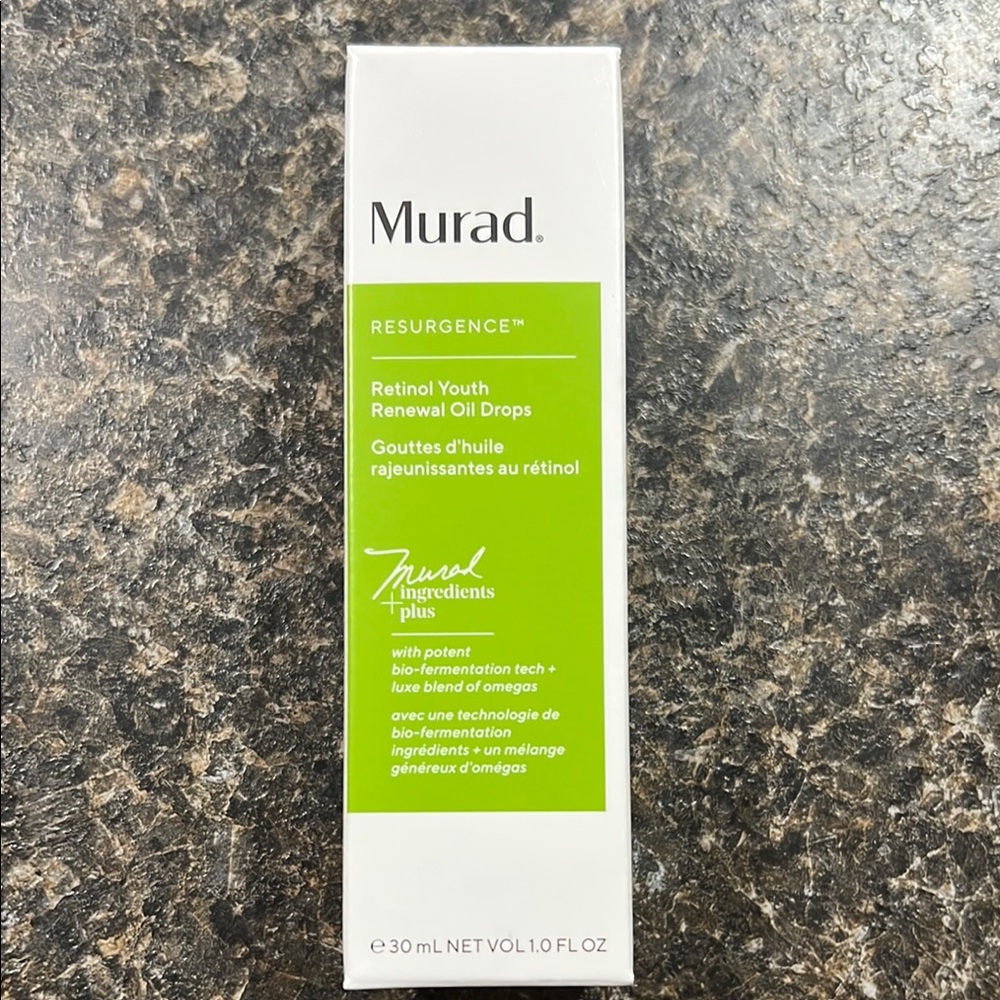 Murad®
RESURGENCE™
Retinol Youth
Renewal Oil Drops
Gouttes d'huile
rajeunissantes au rétinol
Murad
+ingredients
plus
with potent
bio-fermentation tech +
luxe blend of omegas
avec une technologie de
bio-fermentation
ingrédients + un mélange
généreux d'omégas
℮ 30 mL NET VOL 1.0 FL OZ